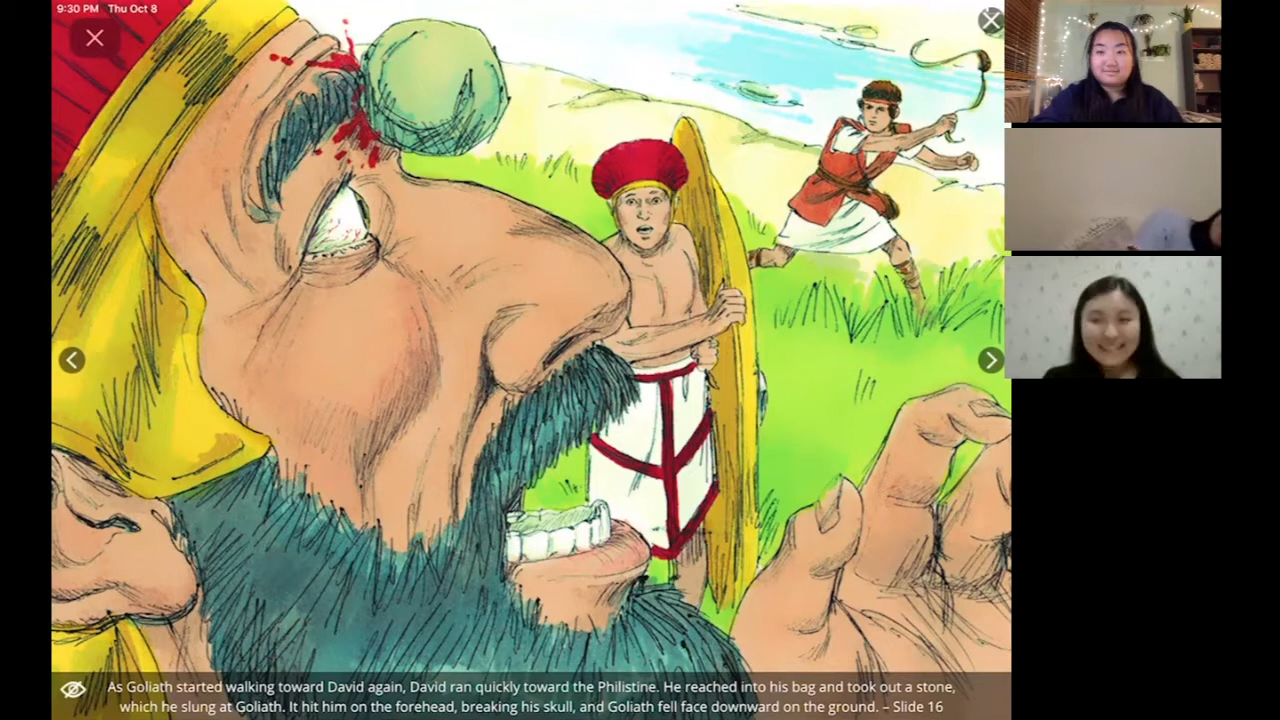 9:30 PM Thu Oct 8
As Goliath started walking toward David again, David ran quickly toward the Philistine. He reached into his bag and took out a stone,
which he slung at Goliath. It hit him on the forehead, breaking his skull, and Goliath fell face downward on the ground. – Slide 16